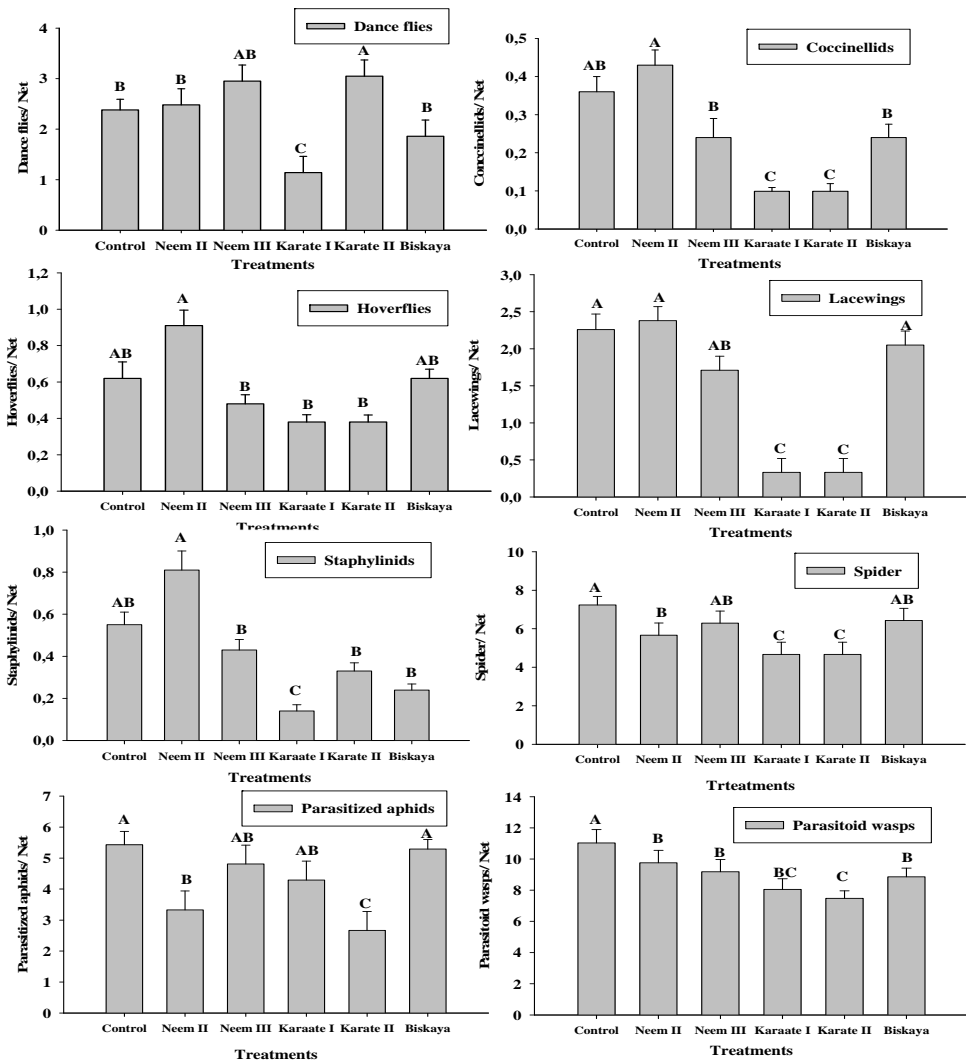 Dance flies
Dance flies/ Net
4
3
2
1
0
B
B
AB
C
A
B
Control Neem II Neem III Karate I Karate II Biskaya
Treatments
Coccinellids
Conccinellids/ Net
0,5
0,4
0,3
0,2
0,1
0,0
AB
A
B
C
C
B
Control Neem II Neem III Karate I Karate II Biskaya
Treatments
Hoverflies
Hoverflies/ Net
1,2
1,0
0,8
0,6
0,4
0,2
0,0
AB
A
B
B
B
AB
Control Neem II Neem III Karaate I Karate II Biskaya
Treatments
Lacewings
Lacewings/ Net
3,0
2,5
2,0
1,5
1,0
0,5
0,0
A
A
AB
C
C
A
Control Neem II Neem III Karaate I Karate II Biskaya
Treatments
Staphylinids
Staphylinids/ Net
1,0
0,8
0,6
0,4
0,2
0,0
AB
A
B
C
B
B
Control Neem II Neem III Karaate I Karate II Biskaya
Treatments
Spider
Spider/ Net
10
8
6
4
2
0
A
B
A
C
C
AB
Control Neem II Neem III Karaate I Karate II Biskaya
Trteatments
Parasitized aphids
Parasitized aphids/ Net
7
6
5
4
3
2
1
0
A
B
AB
AB
C
A
Control Neem II Neem III Karaate I Karate II Biskaya
Treatments
Parasitoid wasps
Parasitoid wasps/ Net
14
12
10
8
6
4
2
0
A
B
B
BC
C
B
Control Neem II Neem III Karaate I Karate II Biskaya
Treatments